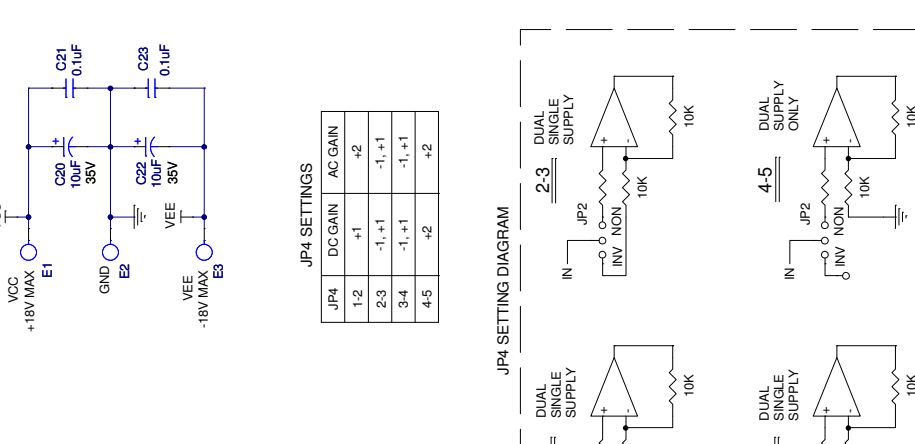 C21
0.1uF
C23
0.1uF
+
C20
10uF
35V
+
C22
10uF
35V
VEE
VCC
+18V MAX
E1
GND
E2
VEE
-18V MAX
E3
JP4 SETTINGS
JP4 DC GAIN AC GAIN
1-2 +1 +2
2-3 -1, +1 -1, +1
3-4 -1, +1 -1, +1
4-5 +2 +2
JP4 SETTING DIAGRAM
DUAL
SINGLE
SUPPLY
2-3
+
-
10K
10K
JP2
NON
INV
IN
DUAL
SUPPLY
ONLY
4-5
+
-
10K
10K
JP2
NON
INV
IN
DUAL
SINGLE
SUPPLY
+
-
10K
DUAL
SINGLE
SUPPLY
+
-
10K